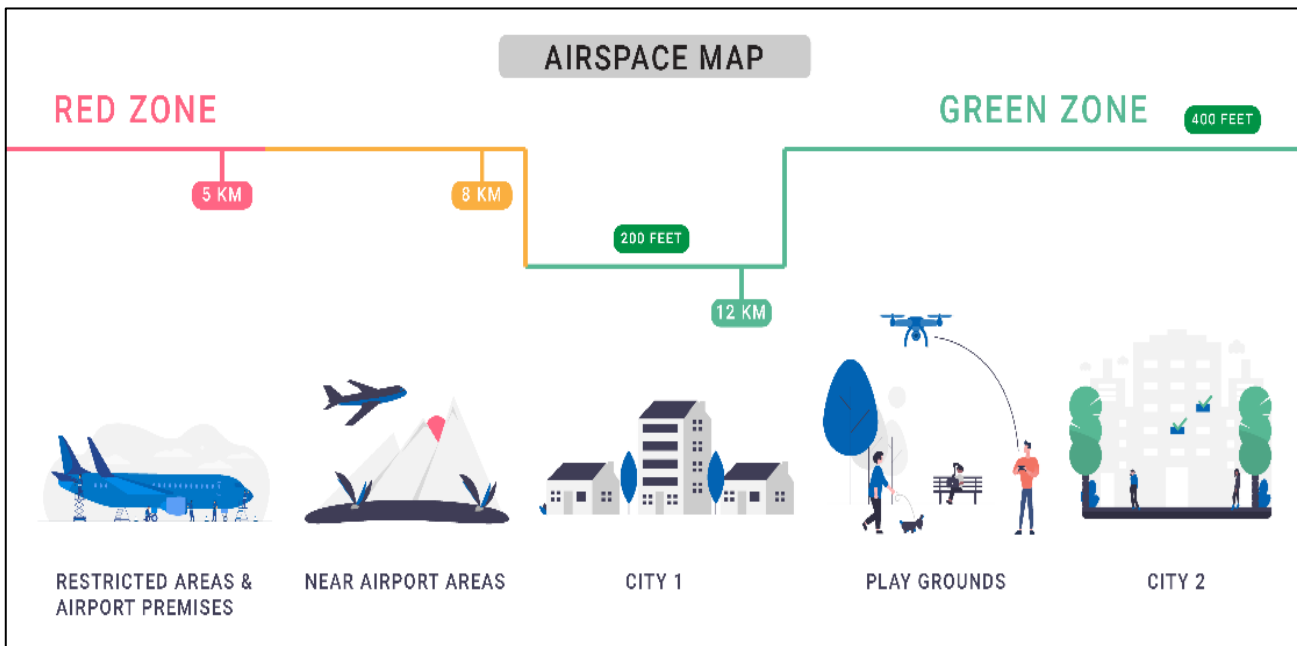 AIRSPACE MAP
RED ZONE
GREEN ZONE
400 FEET
5 KM
8 KM
200 FEET
12 KM
RESTRICTED AREAS &
AIRPORT PREMISES
NEAR AIRPORT AREAS
CITY 1
PLAY GROUNDS
CITY 2